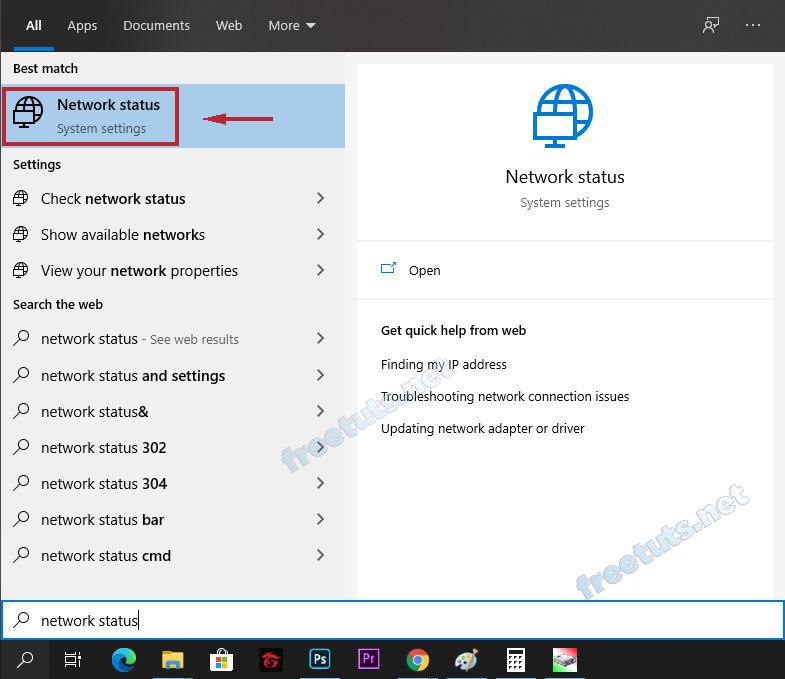 All Apps Documents Web More
Best match
Network status
System settings
Settings
Check network status
Show available networks
View your network properties
Search the web
network status - See web results
network status and settings
network status&
network status 302
network status 304
network status bar
network status cmd
Network status
System settings
Open
Get quick help from web
Finding my IP address
Troubleshooting network connection issues
Updating network adapter or driver
freetuts.net
freetuts.net
network status
Ps Pr